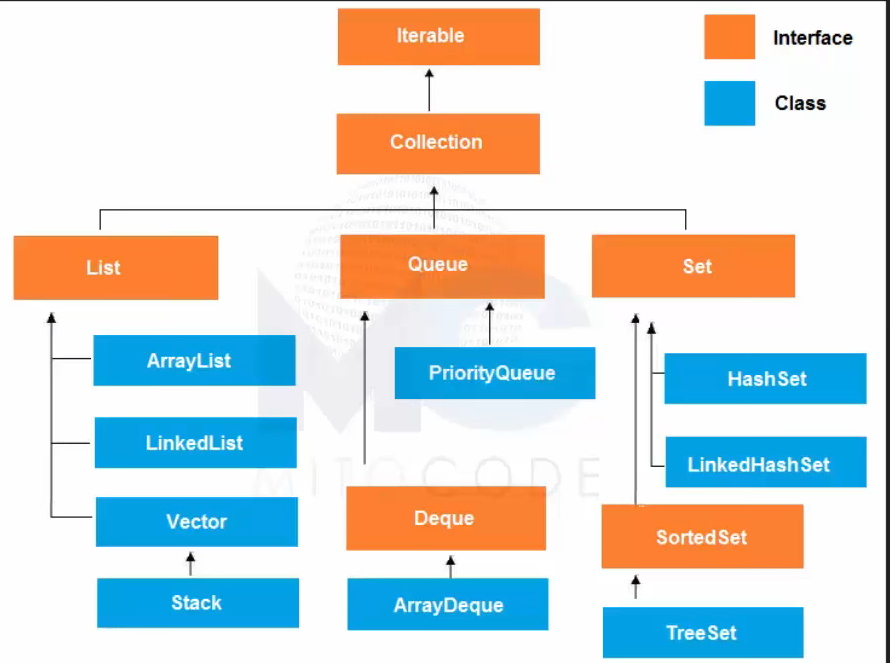 Iterable
Interface
Class
Collection
List
Queue
Set
ArrayList
PriorityQueue
HashSet
LinkedList
LinkedHashSet
Vector
Deque
SortedSet
Stack
ArrayDeque
TreeSet
MITOCODE